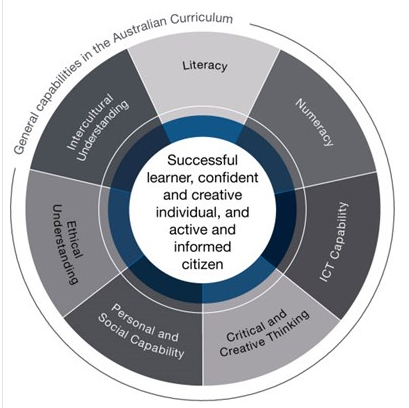 General capabilities in the Australian Curriculum
Literacy
Numeracy
ICT Capability
Critical and
Creative Thinking
Personal and
Social Capability
Ethical
Understanding
Intercultural
Understanding
Successful
learner, confident
and creative
individual, and
active and
informed
citizen